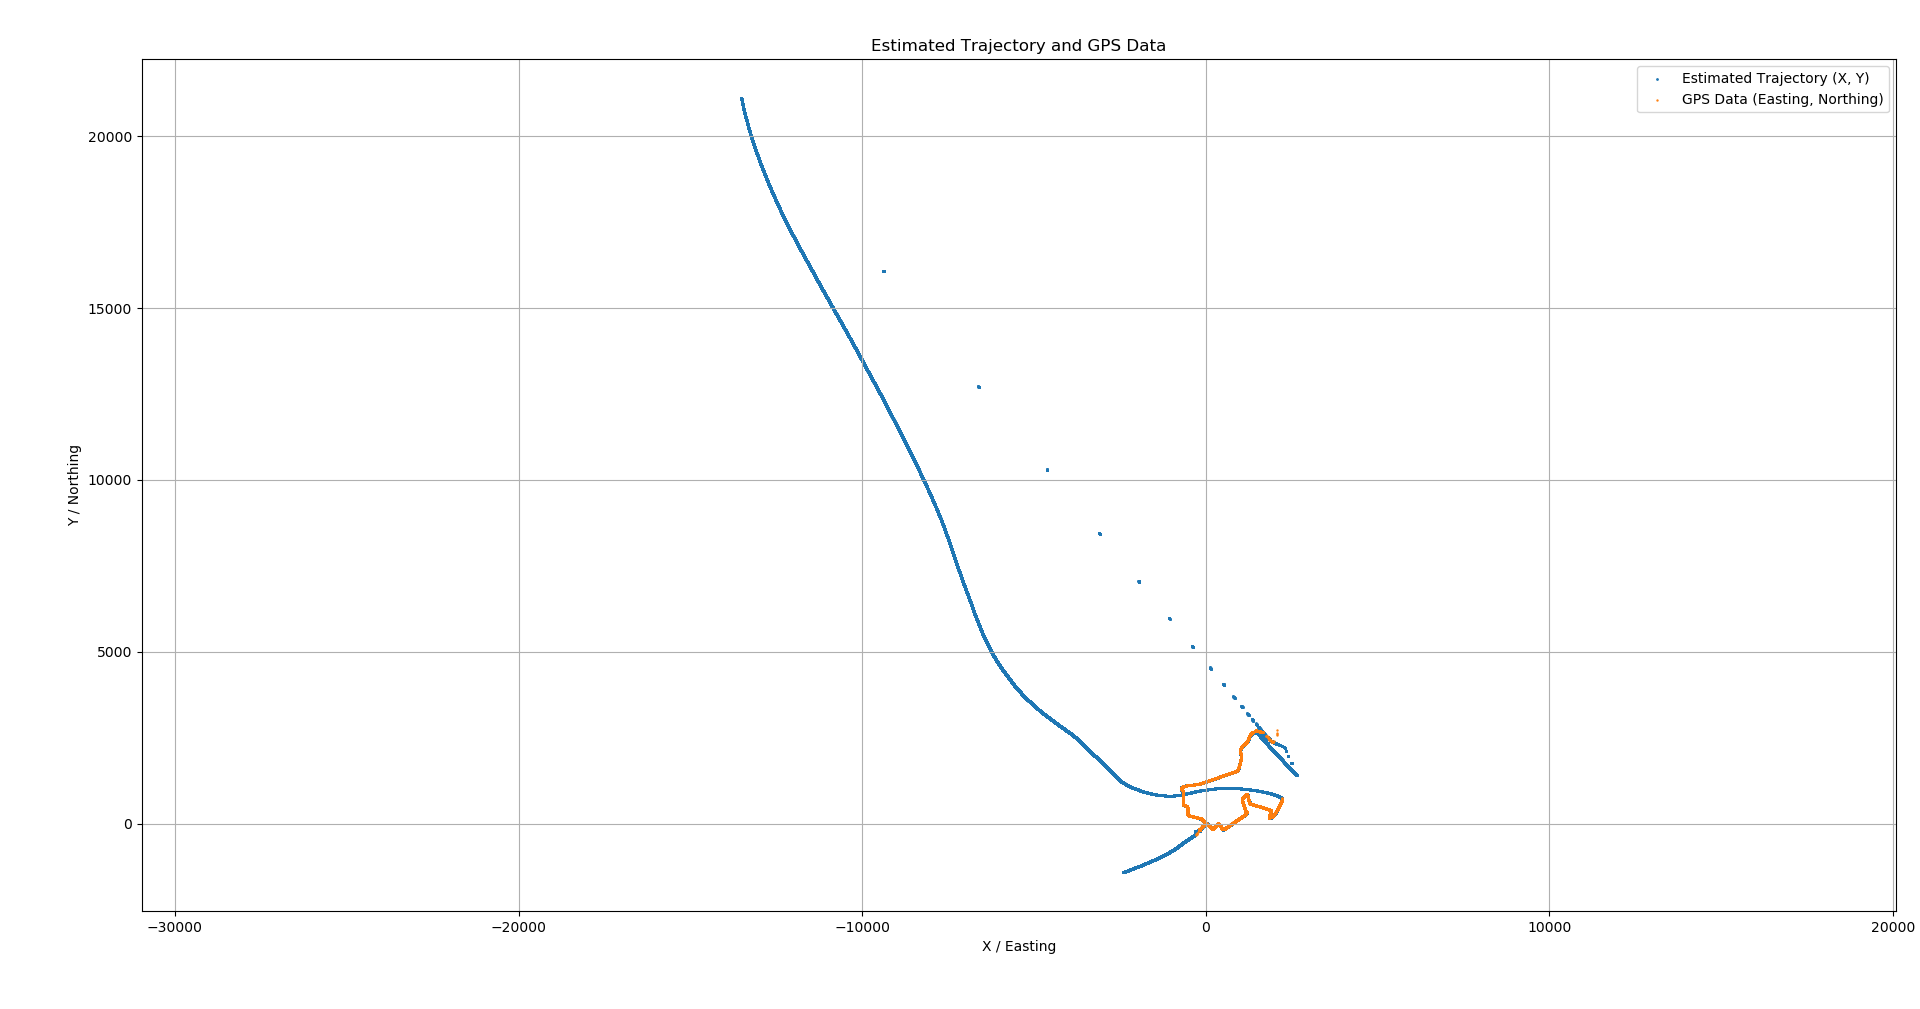 Estimated Trajectory and GPS Data
Estimated Trajectory (X, Y)
GPS Data (Easting, Northing)
20000
15000
10000
5000
0
Y / Northing
−30000
−20000
−10000
0
10000
20000
X / Easting